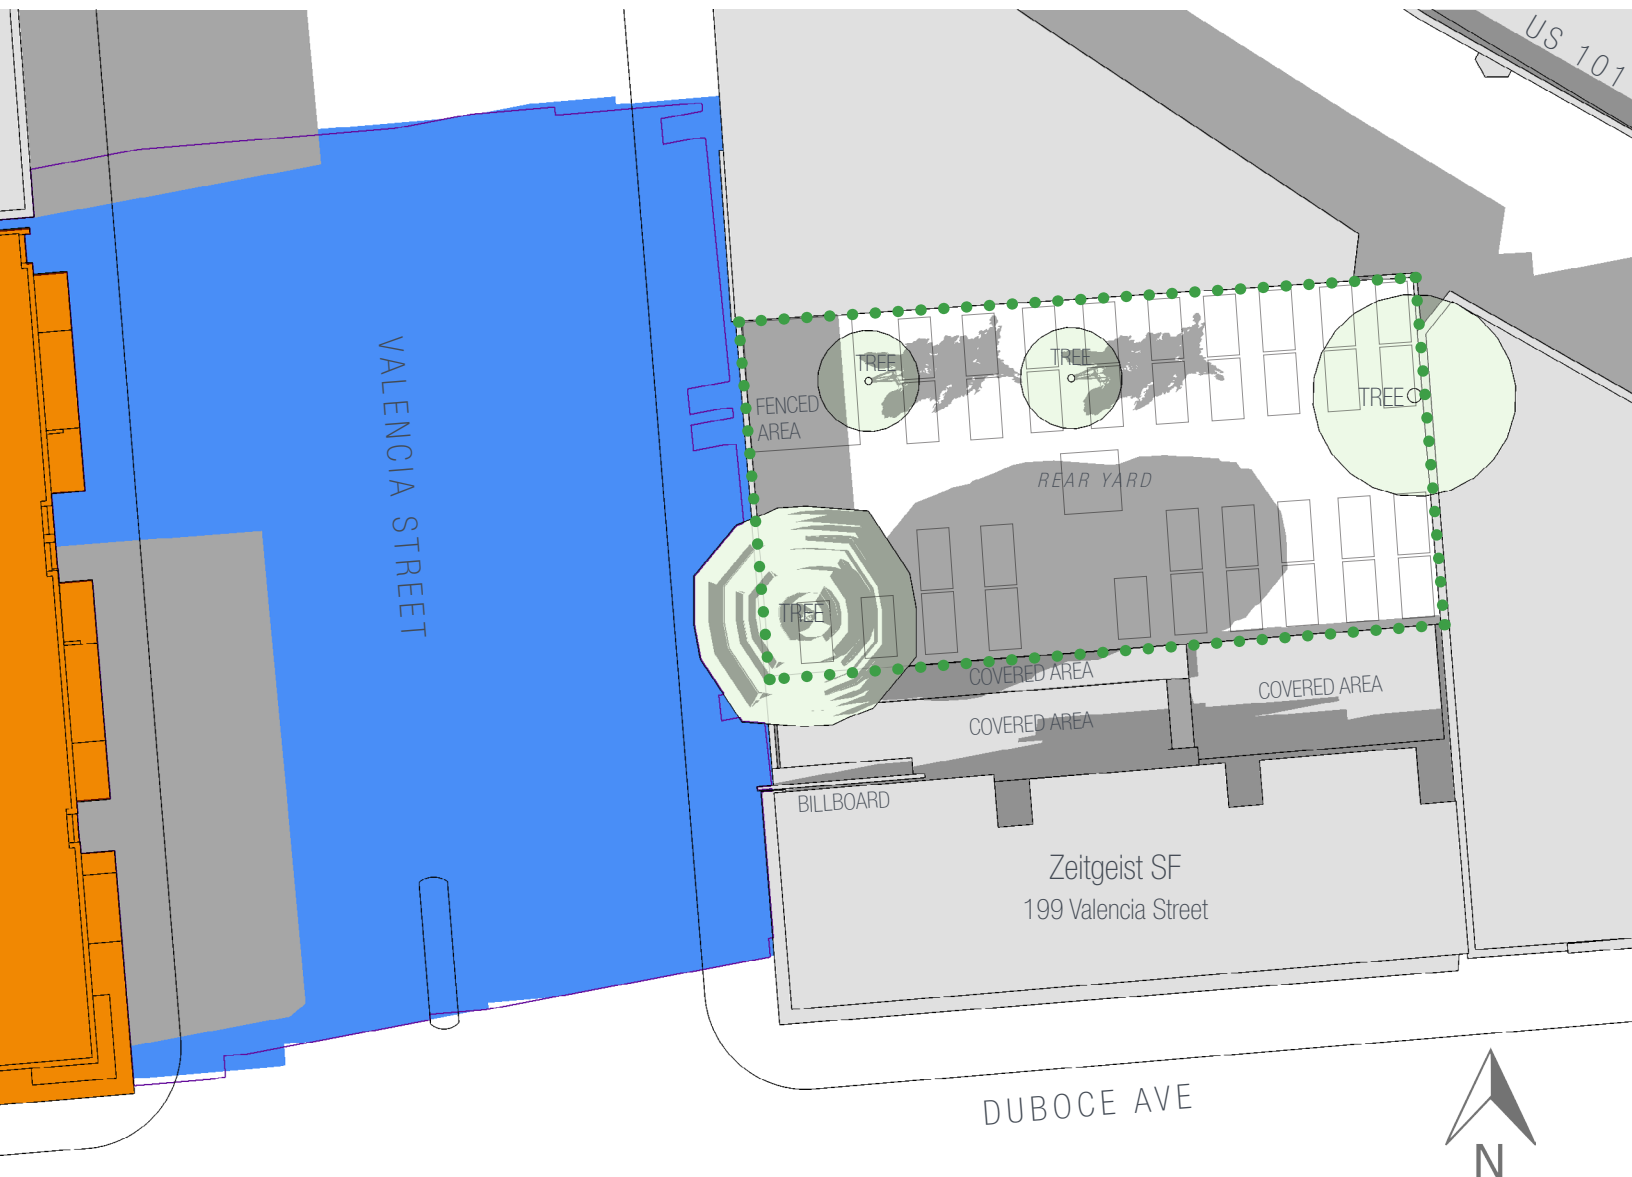 US 101
VALENCIA STREET
TREE
TREE
TREE
FENCED
AREA
REAR YARD
TREE
COVERED AREA
COVERED AREA
COVERED AREA
BILLBOARD
Zeitgeist SF
199 Valencia Street
DUBOCE AVE
N